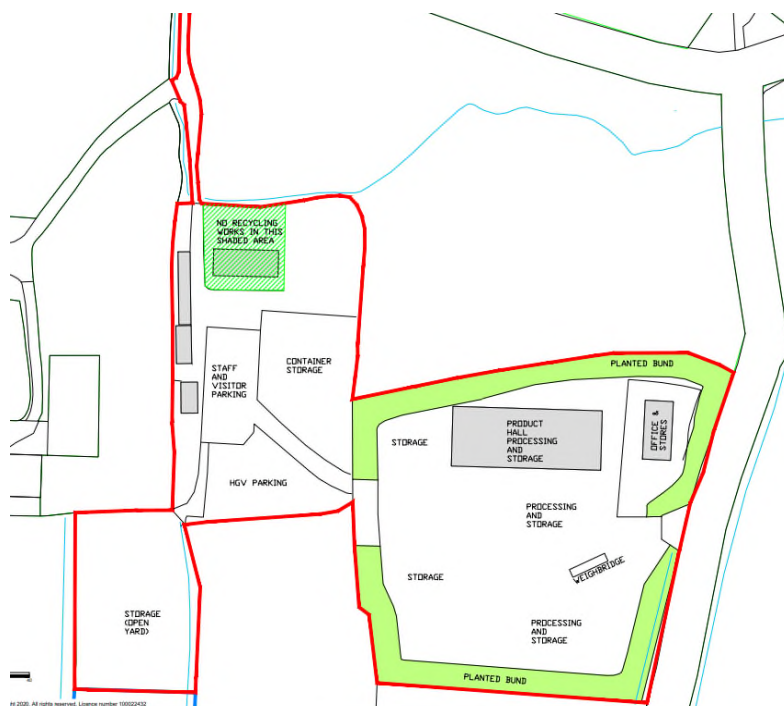 NO RECYCLING
WORKS IN THIS
SHADED AREA
STAFF
AND
VISITOR
PARKING
CONTAINER
STORAGE
PLANTED BUND
STORAGE
PRODUCT
HALL
PROCESSING
AND
STORAGE
OFFICE &
STORES
HGV PARKING
PROCESSING
AND
STORAGE
STORAGE
WEIGHBRIDGE
STORAGE
(OPEN
YARD)
PROCESSING
AND
STORAGE
PLANTED BUND
ht 2020. All rights reserved. Licence number 100022432